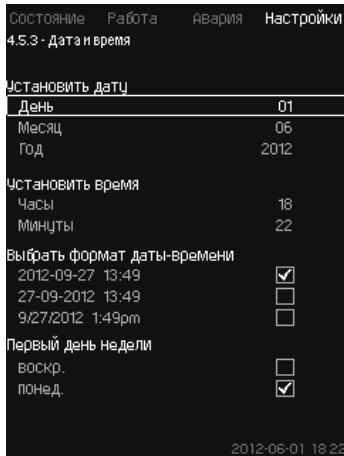 Состояние Работа Авария Настройки
4.5.3 - Дата и время
Установить дату
День 01
Месяц 06
Год 2012
Установить время
Часы 18
Минуты 22
Выбрать формат даты-времени
2012-09-27 13:49
27-09-2012 13:49
9/27/2012 1:49pm
Первый день недели
воскр.
понед.
2012-06-01 18:22